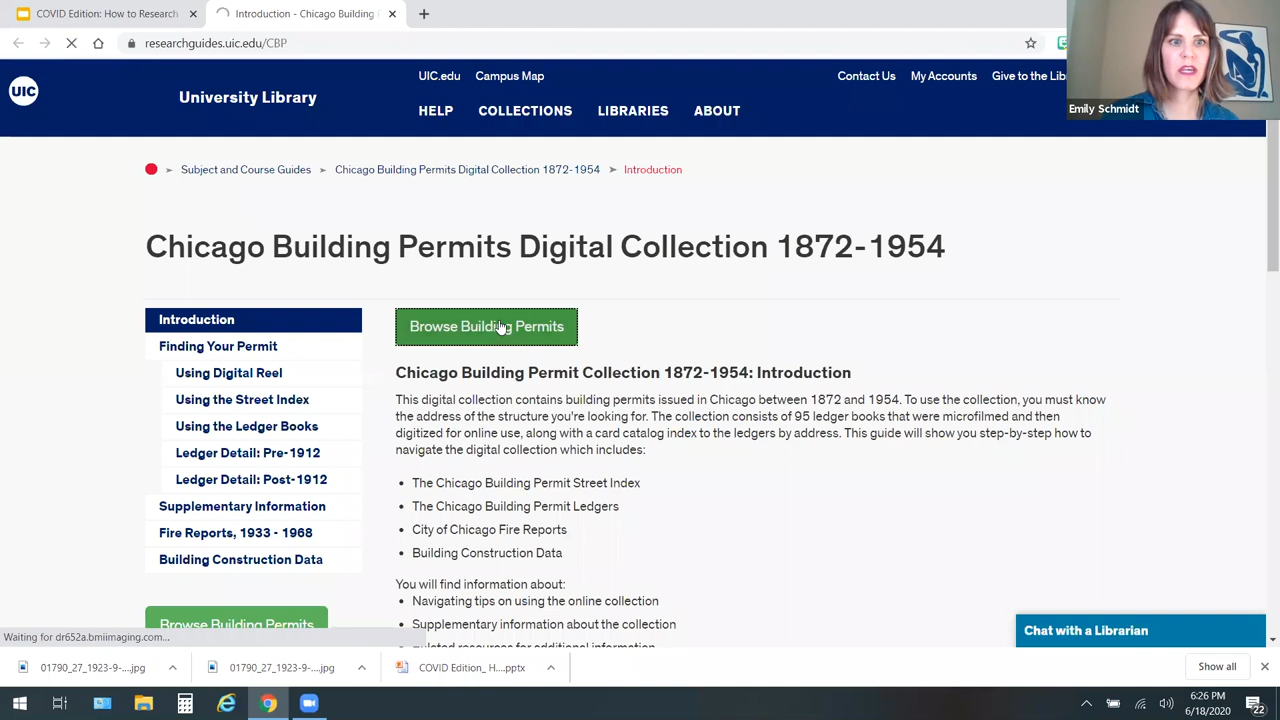 COVID Edition: How to Research
Introduction - Chicago Building
researchguides.uic.edu/CBP
Emily Schmidt
UIC
University Library
UIC.edu
Campus Map
Contact Us
My Accounts
Give to the
HELP
COLLECTIONS
LIBRARIES
ABOUT
Subject and Course Guides
Chicago Building Permits Digital Collection 1872-1954
Introduction
Chicago Building Permits Digital Collection 1872-1954
Introduction
Finding Your Permit
Using Digital Reel
Using the Street Index
Using the Ledger Books
Ledger Detail: Pre-1912
Ledger Detail: Post-1912
Supplementary Information
Fire Reports, 1933 - 1968
Building Construction Data
Browse Building Permits
Browse Building Permits
Chicago Building Permit Collection 1872-1954: Introduction
This digital collection contains building permits issued in Chicago between 1872 and 1954. To use the collection, you must know
the address of the structure you're looking for. The collection consists of 95 ledger books that were microfilmed and then
digitized for online use, along with a card catalog index to the ledgers by address. This guide will show you step-by-step how to
navigate the digital collection which includes:
• The Chicago Building Permit Street Index
• The Chicago Building Permit Ledgers
• City of Chicago Fire Reports
• Building Construction Data
You will find information about:
• Navigating tips on using the online collection
• Supplementary information about the collection
• Related resources for additional information
Chat with a Librarian
Waiting for dr652a.bmiimaging.com...
01790_27_1923-9-....jpg
01790_27_1923-9-....jpg
COVID Edition_ H....pptx
Show all
6:26 PM
6/18/2020
22